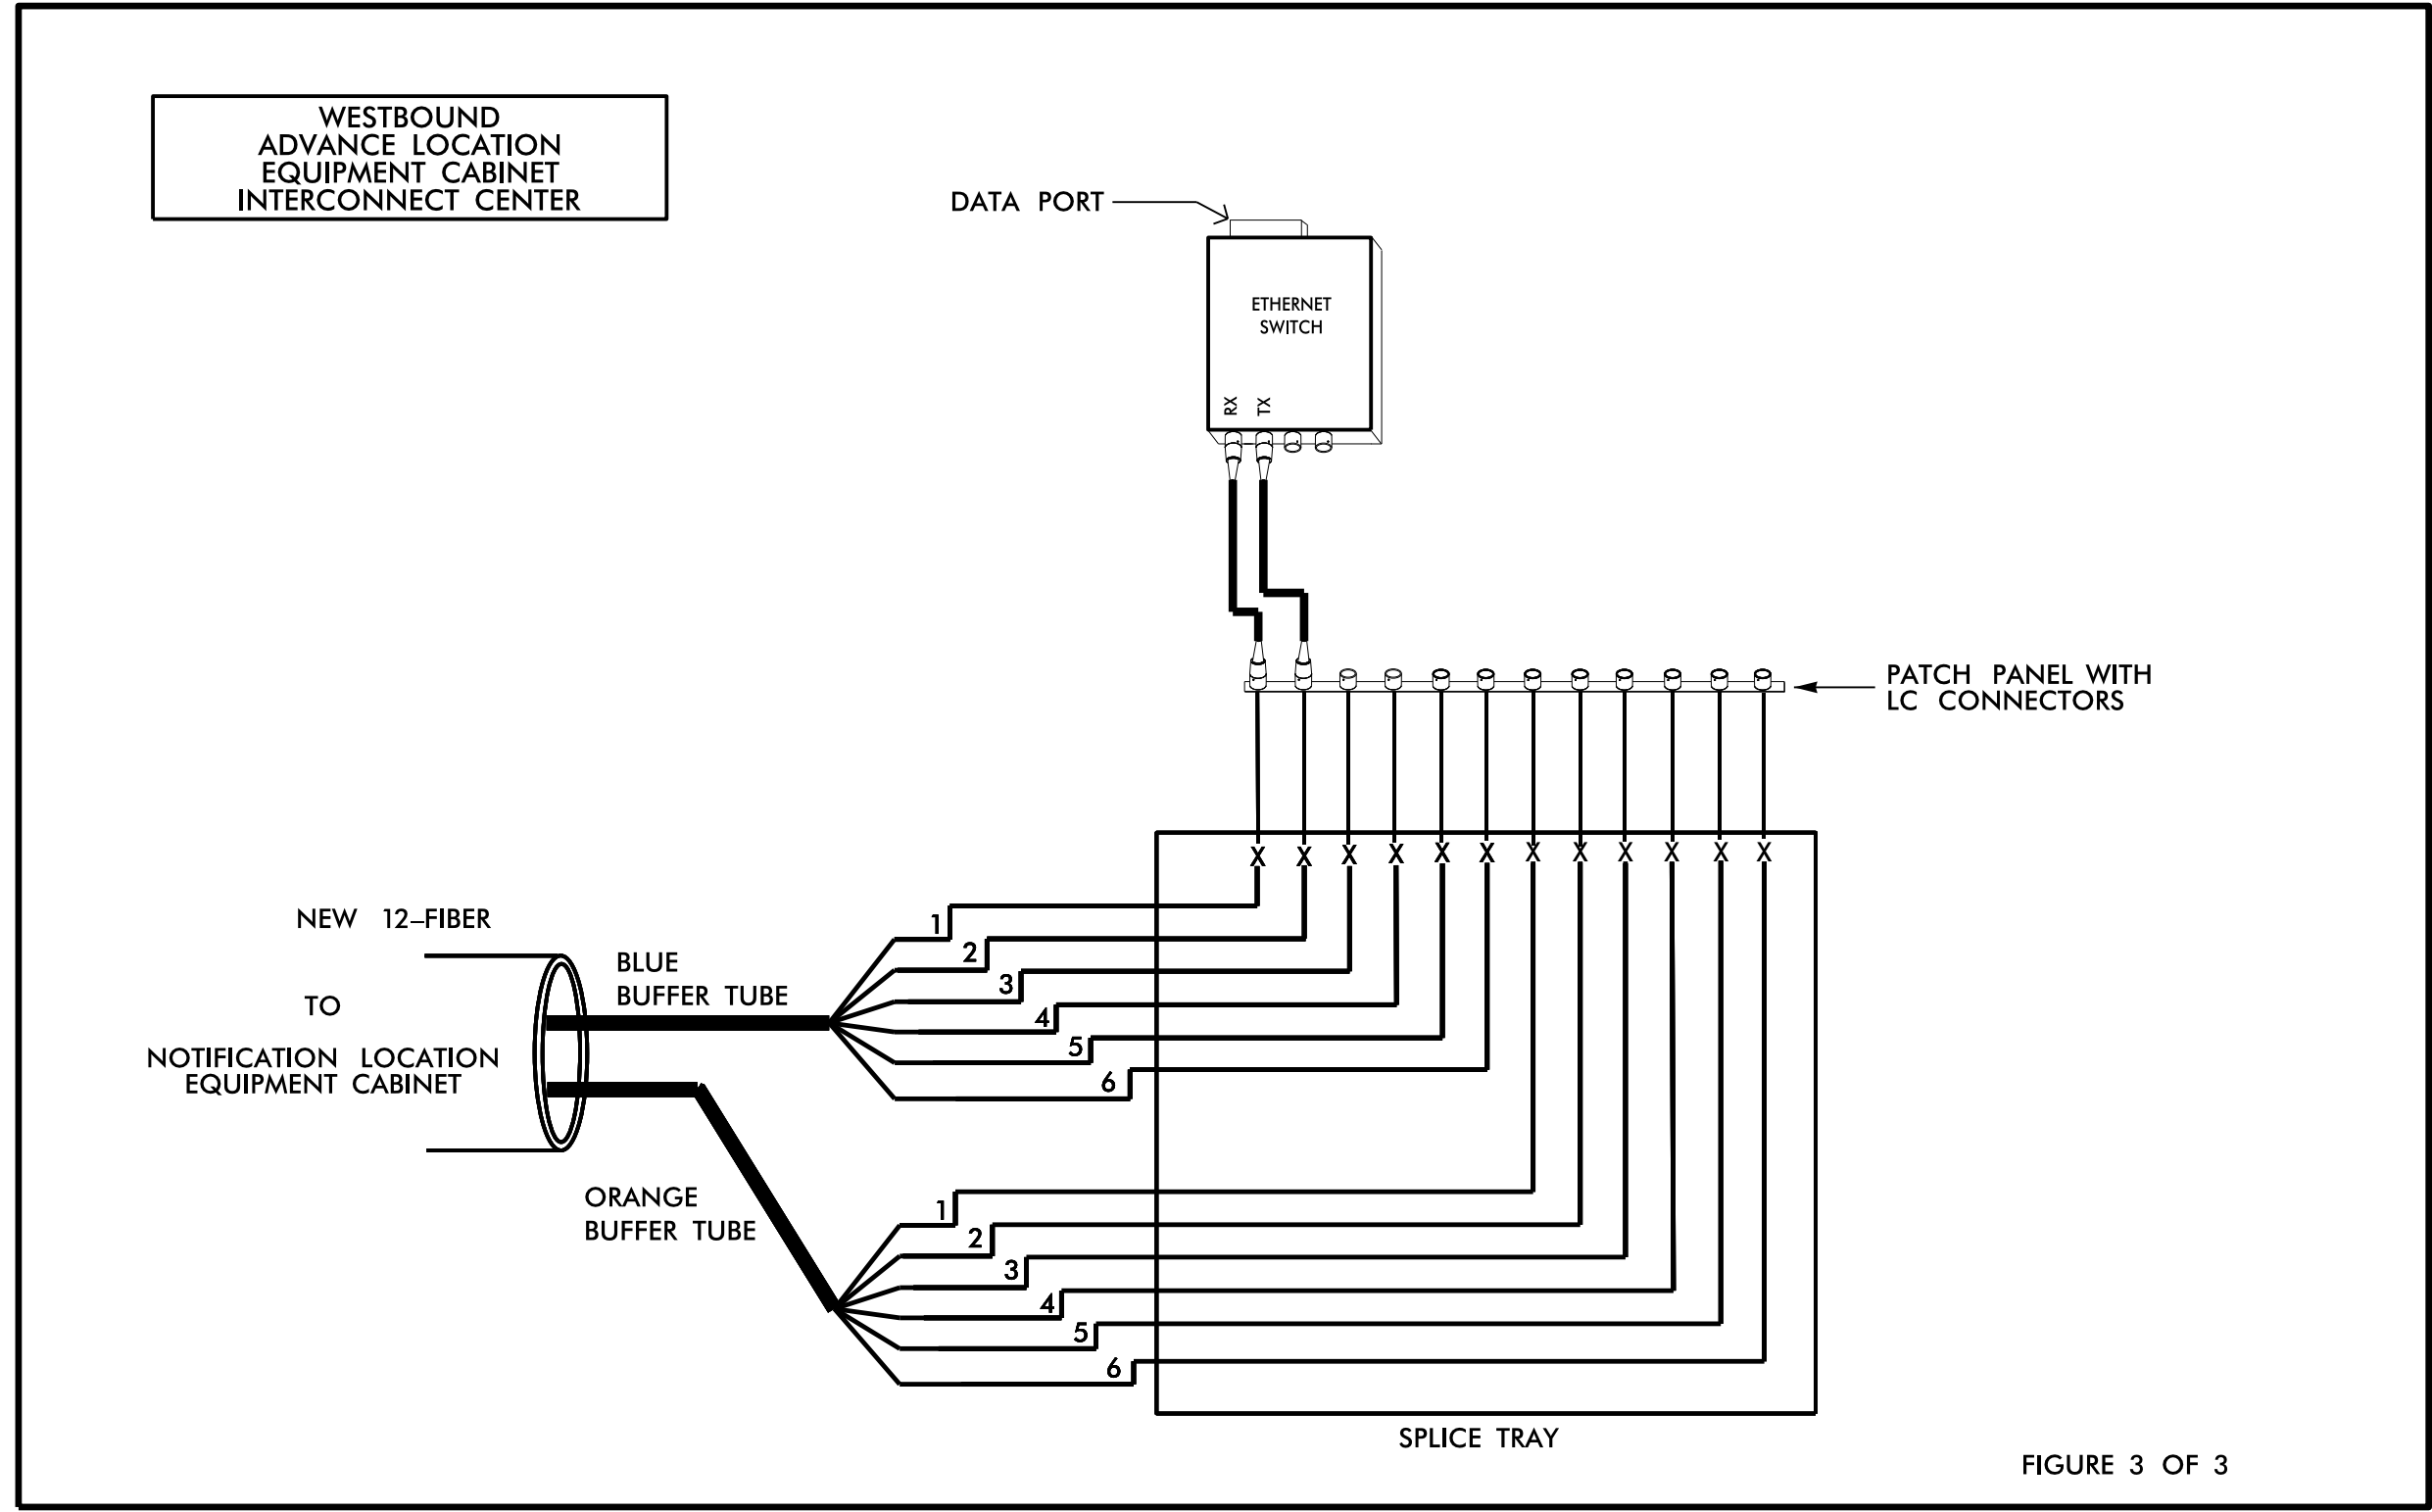 WESTBOUND
ADVANCE LOCATION
EQUIPMENT CABINET
INTERCONNECT CENTER
DATA PORT
ETHERNET
SWITCH
RX
TX
PATCH PANEL WITH
LC CONNECTORS
X X X X X X X X X X X X
NEW 12-FIBER
TO
NOTIFICATION LOCATION
EQUIPMENT CABINET
BLUE
BUFFER TUBE
1
2
3
4
5
6
ORANGE
BUFFER TUBE
1
2
3
4
5
6
SPLICE TRAY
FIGURE 3 OF 3